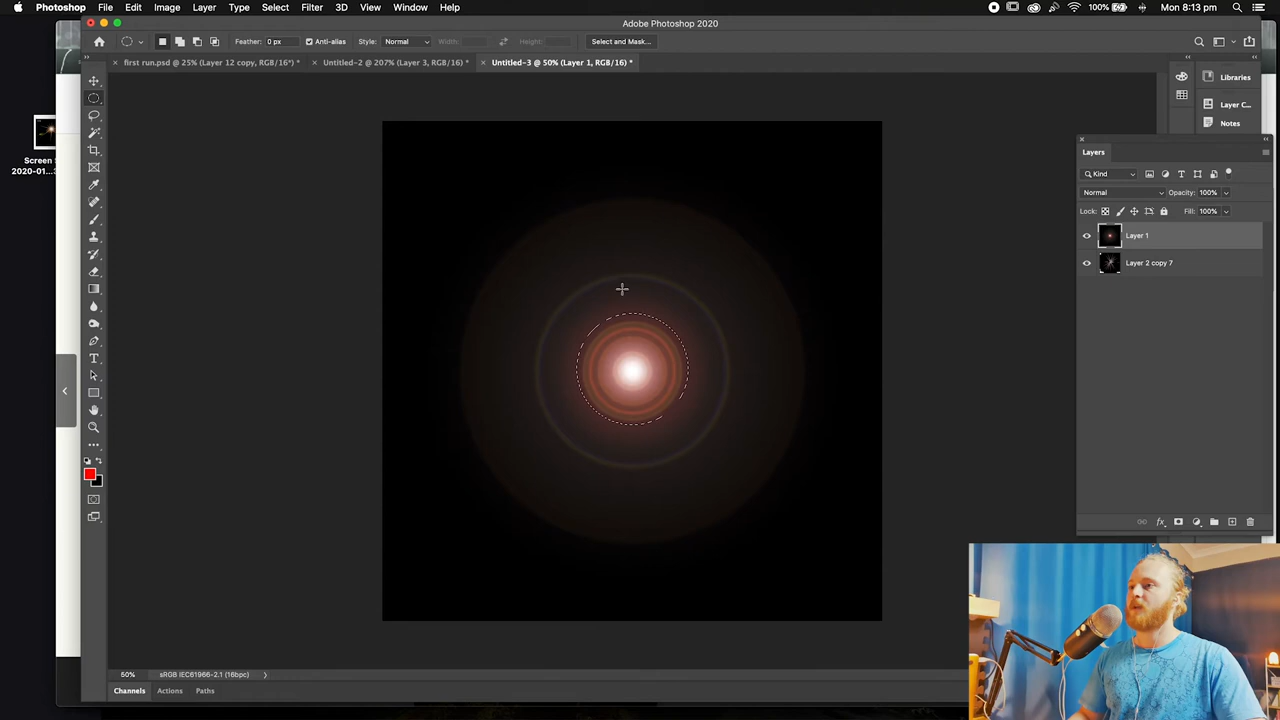 Photoshop File Edit Image Layer Type Select Filter 3D View Window Help 100% Mon 8:13 pm
Adobe Photoshop 2020
Feather: 0 px Anti-alias Style: Normal Width: Height: Select and Mask...
first run.psd @ 25% (Layer 12 copy, RGB/16*) * Untitled-2 @ 207% (Layer 3, RGB/16) * Untitled-3 @ 50% (Layer 1, RGB/16) *
Libraries
Layer C...
Notes
Layers
Kind
Normal Opacity: 100%
Lock: Fill: 100%
Layer 1
Layer 2 copy 7
Screen S
2020-01...3
50% sRGB IEC61966-2.1 (16bpc)
Channels Actions Paths